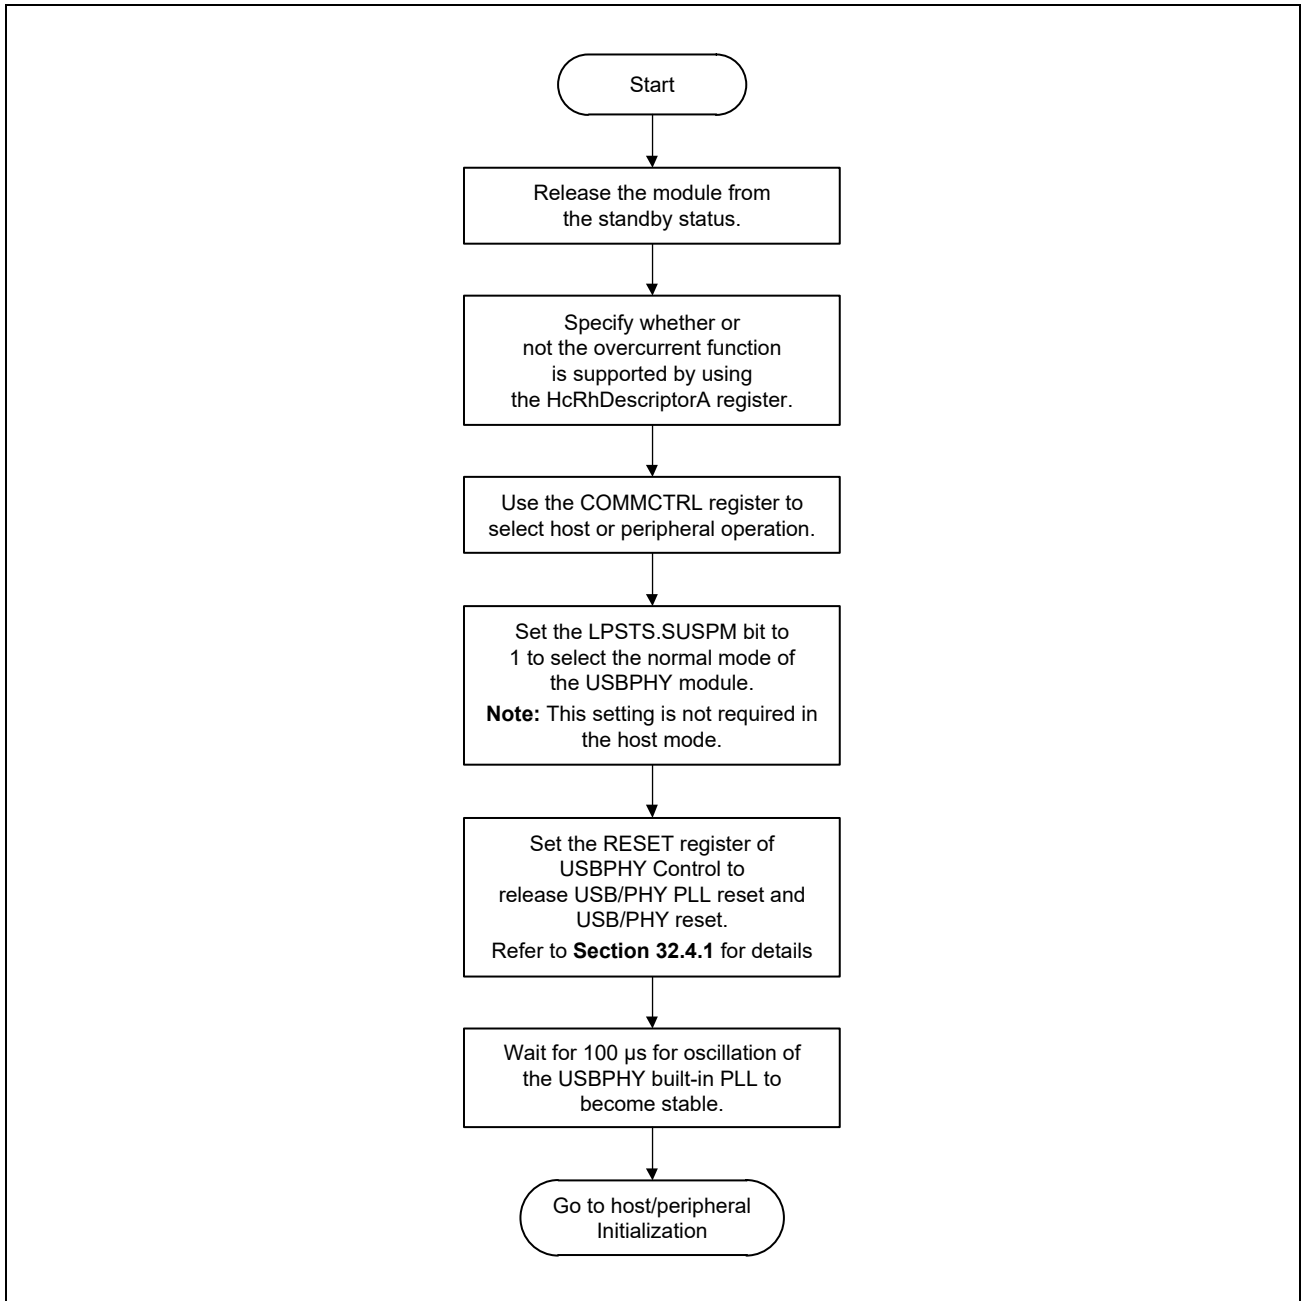 Start
Release the module from
the standby status.
Specify whether or
not the overcurrent function
is supported by using
the HcRhDescriptorA register.
Use the COMMCTRL register to
select host or peripheral operation.
Set the LPSTS.SUSPM bit to
1 to select the normal mode of
the USBPHY module.
Note: This setting is not required in
the host mode.
Set the RESET register of
USBPHY Control to
release USB/PHY PLL reset and
USB/PHY reset.
Refer to Section 32.4.1 for details
Wait for 100 µs for oscillation of
the USBPHY built-in PLL to
become stable.
Go to host/peripheral
Initialization